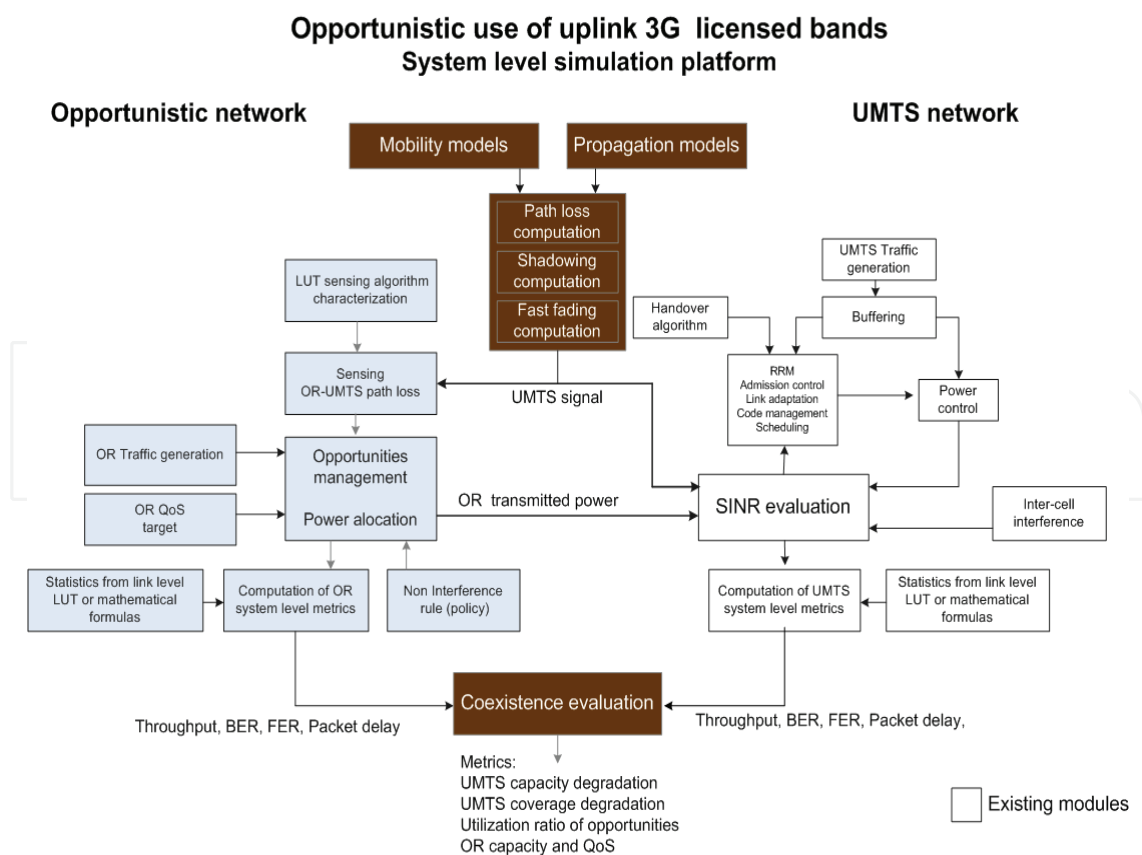 Opportunistic use of uplink 3G licensed bands
System level simulation platform
Opportunistic network
UMTS network
Mobility models
Propagation models
Path loss
computation
Shadowing
computation
Fast fading
computation
UMTS Traffic
generation
LUT sensing algorithm
characterization
Handover
algorithm
Buffering
Sensing
OR-UMTS path loss
UMTS signal
RRM
Admission control
Link adaptation
Code management
Scheduling
Power
control
OR Traffic generation
Opportunities
management
Power alocation
OR QoS
target
OR transmitted power
SINR evaluation
Inter-cell
interference
Statistics from link level
LUT or mathematical
formulas
Computation of OR
system level metrics
Non Interference
rule (policy)
Computation of UMTS
system level metrics
Statistics from link level
LUT or mathematical
formulas
Coexistence evaluation
Throughput, BER, FER, Packet delay
Throughput, BER, FER, Packet delay,
Metrics:
UMTS capacity degradation
UMTS coverage degradation
Utilization ratio of opportunities
OR capacity and QoS
Existing modules